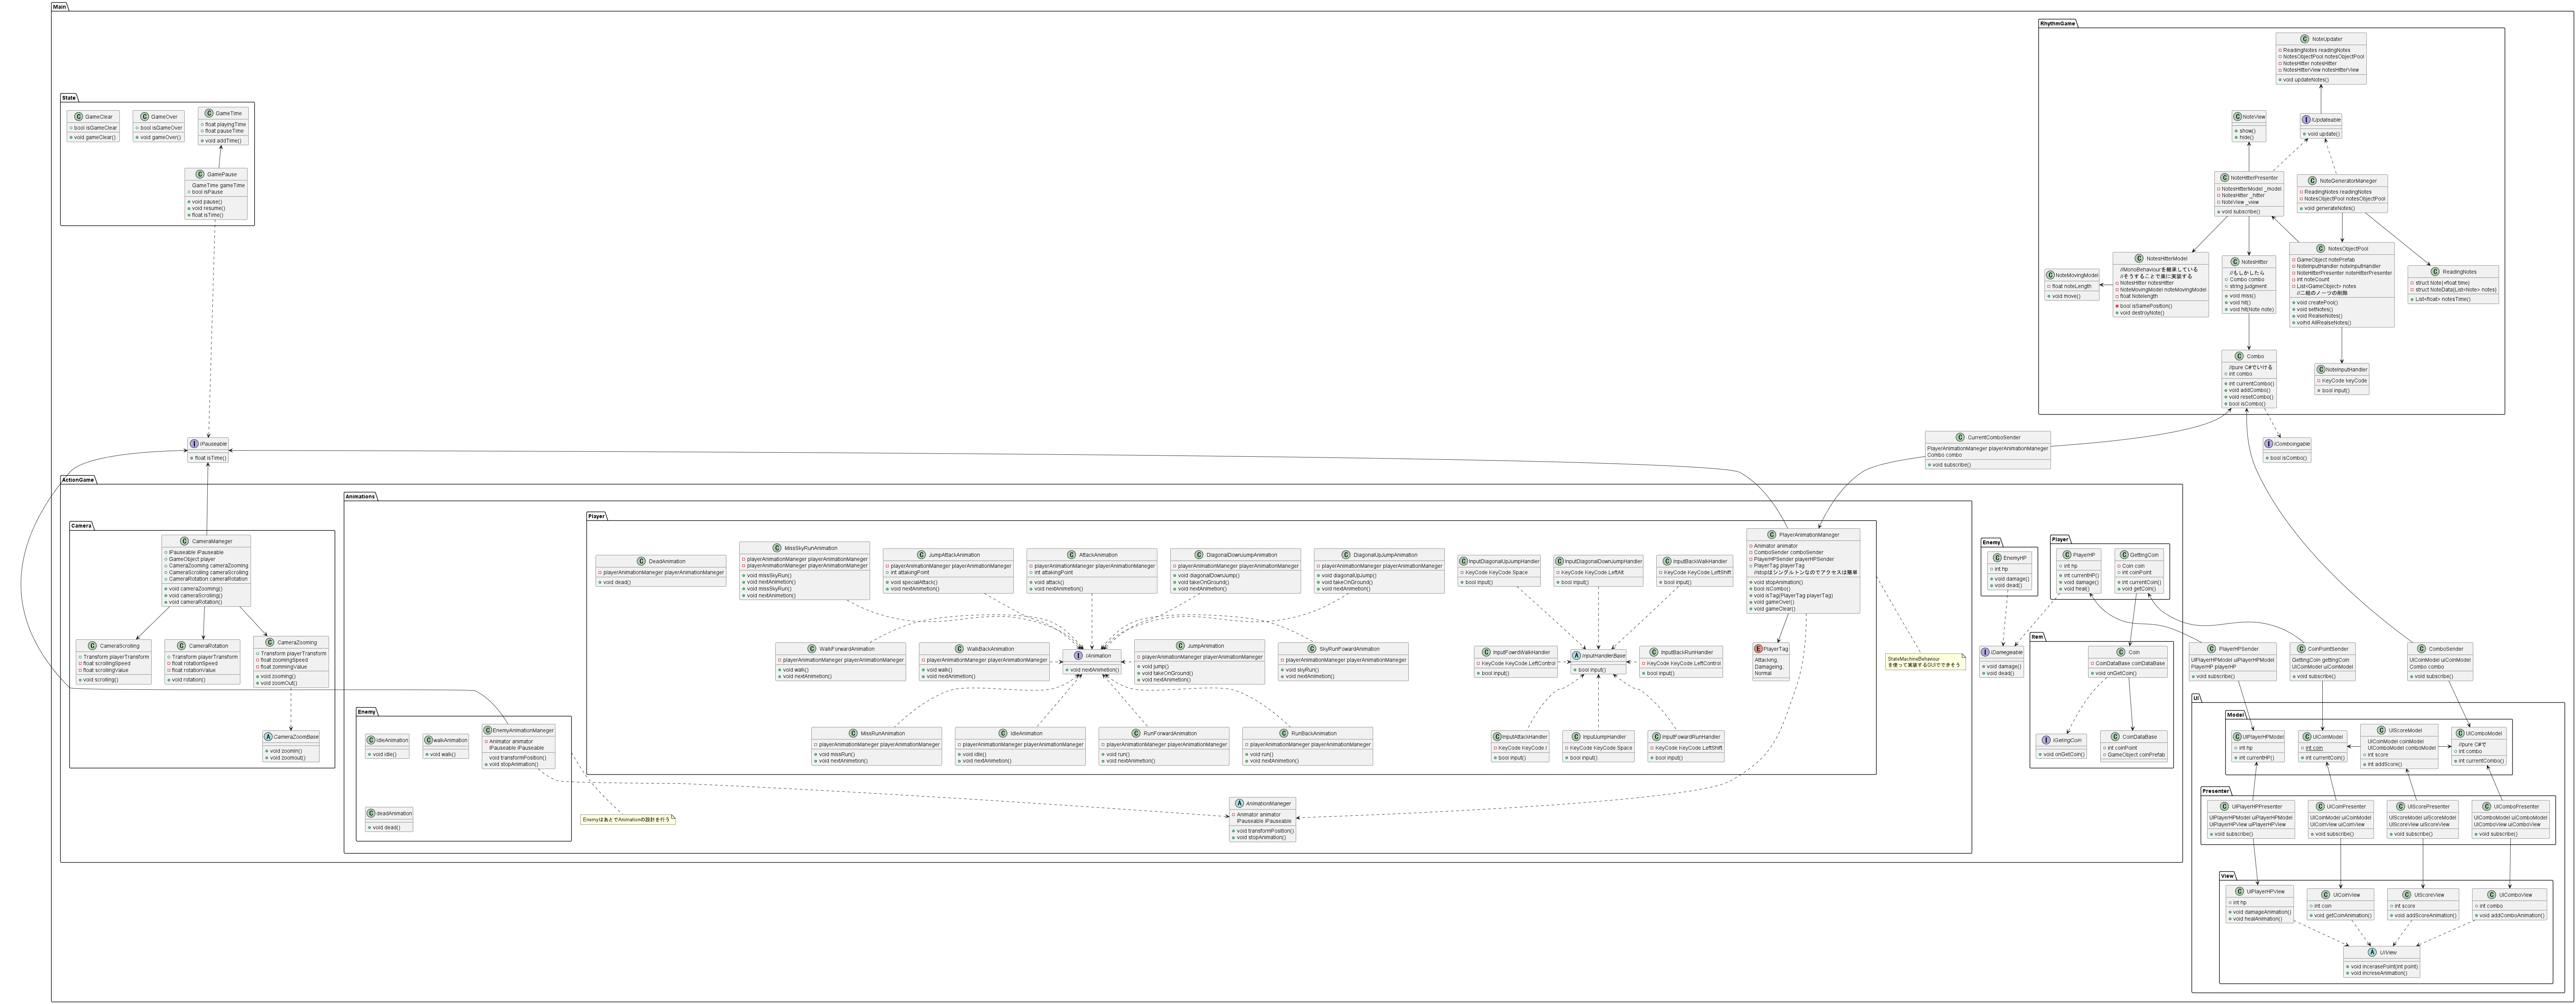 Main
RhythmGame
NoteUpdater
ReadingNotes readingNotes
NotesObjectPool notesObjectPool
NotesHitter notesHitter
NotesHitterView notesHitterView
void updateNotes()
State
GameClear
bool isGameClear
void gameClear()
GameOver
bool isGameOver
void gameOver()
GameTime
float playingTime
float pauseTime
void addTime()
NoteView
show()
hide()
IUpdateable
void update()
GamePause
GameTime gameTime
bool isPause
void pause()
void resume()
float isTime()
NoteHitterPresenter
NotesHitterModel _model
NotesHitter _hitter
NoteView _view
void subscribe()
NoteGeneratorManeger
ReadingNotes readingNotes
NotesObjectPool notesObjectPool
void generateNotes()
NoteMovingModel
float noteLength
void move()
NotesHitterModel
//MonoBehaviourを継承している
//そうすることで楽に実装する
NotesHitter notesHitter
NoteMovingModel noteMovingModel
float Notelength
bool isSamePosition()
void destroyNote()
NotesHitter
//もしかしたら
Combo combo
string judgment
void miss()
void hit()
void hit(Note note)
NotesObjectPool
GameObject notePrefab
NoteInputHandler noteInputHandler
NoteHitterPresenter noteHitterPresenter
int noteCount
List<GameObject> notes
//二組のノーツの削除
void createPool()
void setNotes()
void RealseNotes()
voihd AllRealseNotes()
ReadingNotes
struct Note(+float time)
struct NoteData(List<Note> notes)
List<float> notesTime()
Combo
//pure C#でいける
int combo
int currentCombo()
void addCombo()
void resetCombo()
bool isCombo()
NoteInputHandler
KeyCode keyCode
bool input()
IPauseable
float isTime()
CurrentComboSender
PlayerAnimationManeger playerAnimationManeger
Combo combo
void subscribe()
IComboingable
bool isCombo()
ActionGame
Animations
Camera
CameraManeger
IPauseable iPauseable
GameObject player
CameraZooming cameraZooming
CameraScrolling cameraScrolling
CameraRotation cameraRotation
void cameraZooming()
void cameraScrolling()
void cameraRotation()
Player
DeadAnimation
playerAnimationManeger playerAnimationManeger
void dead()
MissSkyRunAnimation
playerAnimationManeger playerAnimationManeger
playerAnimationManeger playerAnimationManeger
void missSkyRun()
void nextAnimetion()
void missSkyRun()
void nextAnimetion()
JumpAttackAnimation
playerAnimationManeger playerAnimationManeger
int attakingPoint
void specialAttack()
void nextAnimetion()
AttackAnimation
playerAnimationManeger playerAnimationManeger
int attakingPoint
void attack()
void nextAnimetion()
DiagonalDownJumpAnimation
playerAnimationManeger playerAnimationManeger
void diagonalDownJump()
void takeOnGround()
void nextAnimetion()
DiagonalUpJumpAnimation
playerAnimationManeger playerAnimationManeger
void diagonalUpJump()
void takeOnGround()
void nextAnimetion()
InputDiagonalUpJumpHandler
KeyCode KeyCode.Space
bool input()
InputDiagonalDownJumpHandler
KeyCode KeyCode.LeftAlt
bool input()
InputBackWalkHandler
KeyCode KeyCode.LeftShift
bool input()
PlayerAnimationManeger
Animator animator
ComboSender comboSender
PlayerHPSender playerHPSender
PlayerTag playerTag
//stopはシングルトンなのでアクセスは簡単
void stopAnimation()
bool isCombo()
void isTag(PlayerTag playerTag)
void gameOver()
void gameClear()
Enemy
EnemyHP
int hp
void damage()
void dead()
Player
PlayerHP
int hp
int currentHP()
void damage()
void heal()
GettingCoin
Coin coin
int coinPoint
int currentCoin()
void getCoin()
CameraScrolling
Transform playerTransform
float scrollingSpeed
float scrollingValue
void scrolling()
CameraRotation
Transform playerTransform
float rotationSpeed
float rotationValue
void rotation()
CameraZooming
Transform playerTransform
float zoomingSpeed
float zommingValue
void zooming()
void zoomOut()
WalkForwardAnimation
playerAnimationManeger playerAnimationManeger
void walk()
void nextAnimetion()
WalkBackAnimation
playerAnimationManeger playerAnimationManeger
void walk()
void nextAnimetion()
IAnimation
void nextAnimetion()
JumpAnimation
playerAnimationManeger playerAnimationManeger
void jump()
void takeOnGround()
void nextAnimetion()
SkyRunForwardAnimation
playerAnimationManeger playerAnimationManeger
void skyRun()
void nextAnimetion()
InputFowrdWalkHandler
KeyCode KeyCode.LeftControl
bool input()
InputHandlerBase
bool input()
InputBackRunHandler
KeyCode KeyCode.LeftControl
bool input()
PlayerTag
Attacking,
Damageing,
Normal
StateMachineBehaviour
を使って実装するGUIでできそう
IDamegeable
void damage()
void dead()
Item
Coin
CoinDataBase coinDataBase
void onGetCoin()
PlayerHPSender
UIPlayerHPModel uiPlayerHPModel
PlayerHP playerHP
void subscribe()
CoinPointSender
GettingCoin gettingCoin
UICoinModel uiCoinModel
void subscribe()
ComboSender
UICoinModel uiCoinModel
Combo combo
void subscribe()
CameraZoomBase
void zoomin()
void zoomout()
Enemy
IdleAnimation
void idle()
walkAnimation
void walk()
EnemyAnimationManeger
Animator animator
IPauseable iPauseable
void transformPosition()
void stopAnimation()
MissRunAnimation
playerAnimationManeger playerAnimationManeger
void missRun()
void nextAnimetion()
IdleAnimation
playerAnimationManeger playerAnimationManeger
void idle()
void nextAnimetion()
RunForwardAnimation
playerAnimationManeger playerAnimationManeger
void run()
void nextAnimetion()
RunBackAnimation
playerAnimationManeger playerAnimationManeger
void run()
void nextAnimetion()
InputAttackHandler
KeyCode KeyCode.I
bool input()
InputJumpHandler
KeyCode KeyCode.Space
bool input()
InputFowardRunHandler
KeyCode KeyCode.LeftShift
bool input()
IGetingCoin
void onGetCoin()
CoinDataBase
int coinPoint
GameObject coinPrefab
UI
Model
UIPlayerHPModel
int hp
int currentHP()
UICoinModel
int coin
int currentCoin()
UIScoreModel
UICoinModel coinModel
UIComboModel comboModel
int score
int addScore()
UIComboModel
//pure C#で
int combo
int currentCombo()
deadAnimation
void dead()
EnemyはあとでAnimationの設計を行う
AnimationManeger
Animator animator
IPauseable iPauseable
void transformPosition()
void stopAnimation()
Presenter
UIPlayerHPPresenter
UIPlayerHPModel uiPlayerHPModel
UIPlayerHPView uiPlayerHPView
void subscribe()
UICoinPresenter
UICoinModel uiCoinModel
UICoinView uiCoinView
void subscribe()
UIScorePresenter
UIScoreModel uiScoreModel
UIScoreView uiScoreView
void subscribe()
UIComboPresenter
UIComboModel uiComboModel
UIComboView uiComboView
void subscribe()
View
UIPlayerHPView
int hp
void damageAnimation()
void healAnimation()
UICoinView
int coin
void getCoinAnimation()
UIScoreView
int score
void addScoreAnimation()
UIComboView
int combo
void addComboAnimation()
UIView
void incerasePoint(int point)
void increseAnimation()